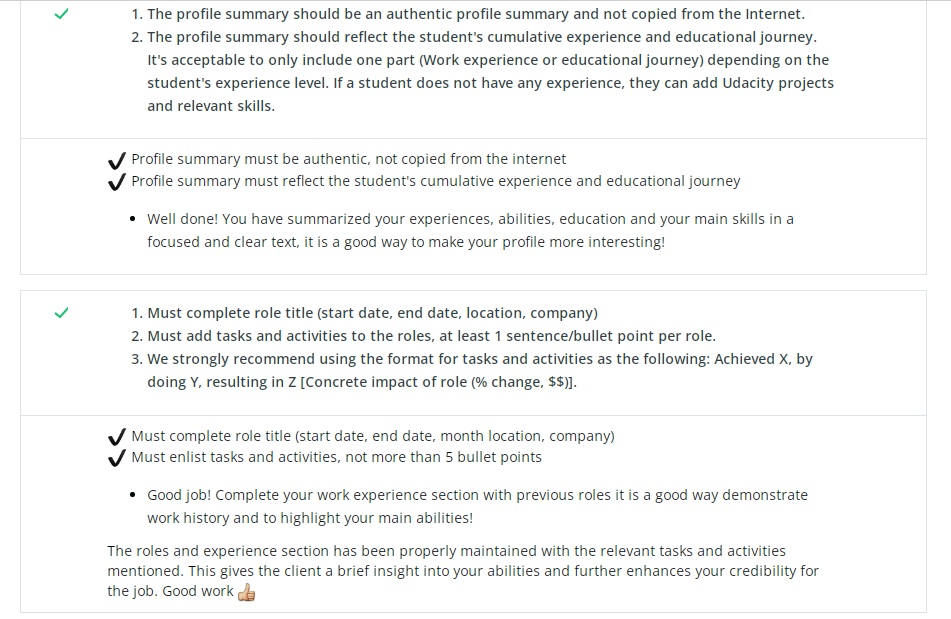 1. The profile summary should be an authentic profile summary and not copied from the Internet.
2. The profile summary should reflect the student's cumulative experience and educational journey.
It's acceptable to only include one part (Work experience or educational journey) depending on the
student's experience level. If a student does not have any experience, they can add Udacity projects
and relevant skills.
✔ Profile summary must be authentic, not copied from the internet
✔ Profile summary must reflect the student's cumulative experience and educational journey
• Well done! You have summarized your experiences, abilities, education and your main skills in a
focused and clear text, it is a good way to make your profile more interesting!
1. Must complete role title (start date, end date, location, company)
2. Must add tasks and activities to the roles, at least 1 sentence/bullet point per role.
3. We strongly recommend using the format for tasks and activities as the following: Achieved X, by
doing Y, resulting in Z [Concrete impact of role (% change, $$)].
✔ Must complete role title (start date, end date, month location, company)
✔ Must enlist tasks and activities, not more than 5 bullet points
• Good job! Complete your work experience section with previous roles it is a good way demonstrate
work history and to highlight your main abilities!
The roles and experience section has been properly maintained with the relevant tasks and activities
mentioned. This gives the client a brief insight into your abilities and further enhances your credibility for
the job. Good work 👍